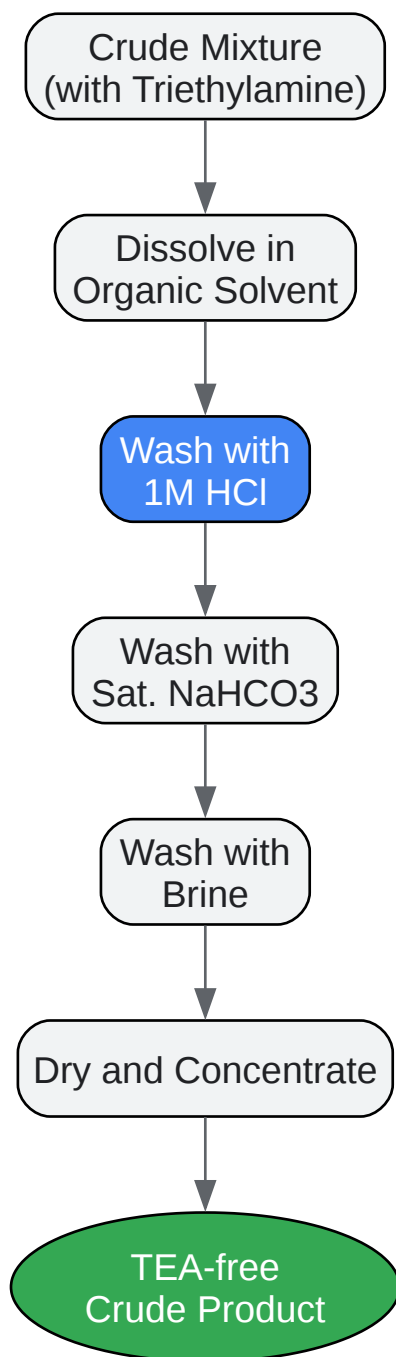 Crude Mixture
(with Triethylamine)
Dissolve in
Organic Solvent
Wash with
1M HCl
Wash with
Sat. NaHCO3
Wash with
Brine
Dry and Concentrate
TEA-free
Crude Product